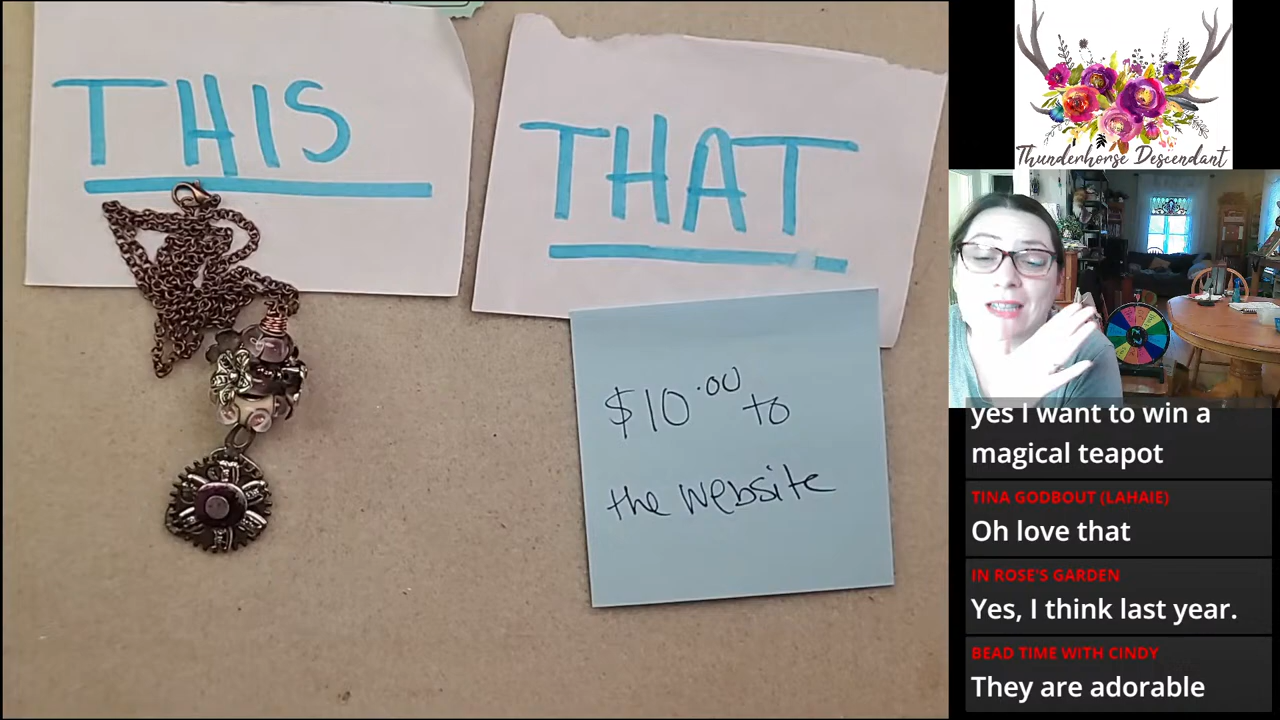 THIS
THAT
$10.00 to
the website
Thunderhorse Descendant
yes I want to win a
magical teapot
TINA GODBOUT (LAHAIE)
Oh love that
IN ROSE'S GARDEN
Yes, I think last year.
BEAD TIME WITH CINDY
They are adorable